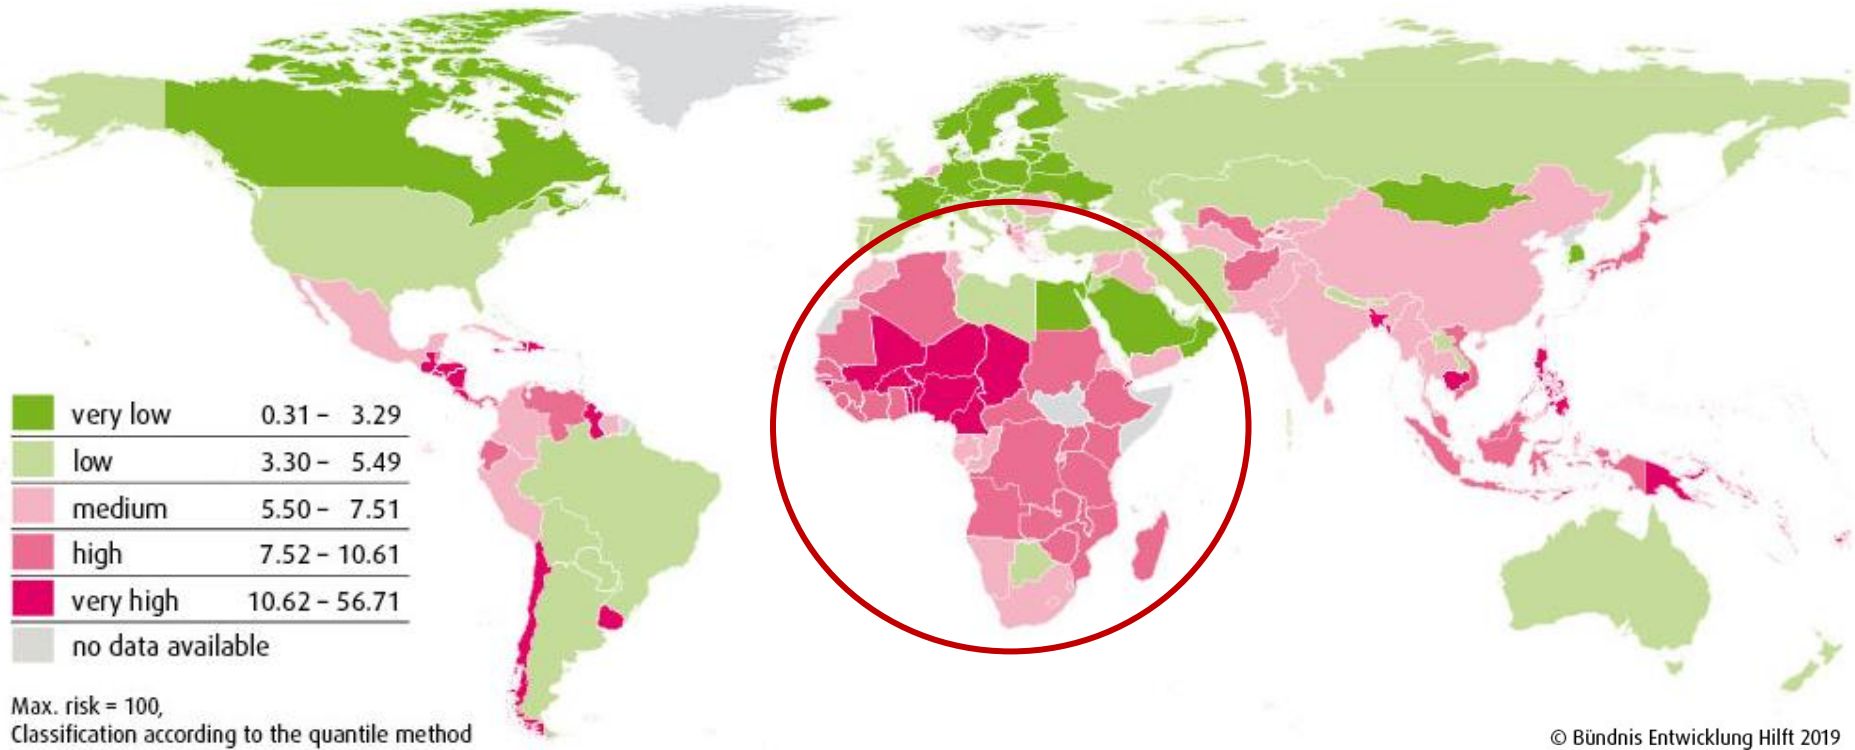 very low 0.31 – 3.29
low 3.30 – 5.49
medium 5.50 – 7.51
high 7.52 – 10.61
very high 10.62 – 56.71
no data available
Max. risk = 100,
Classification according to the quantile method
© Bündnis Entwicklung Hilft 2019